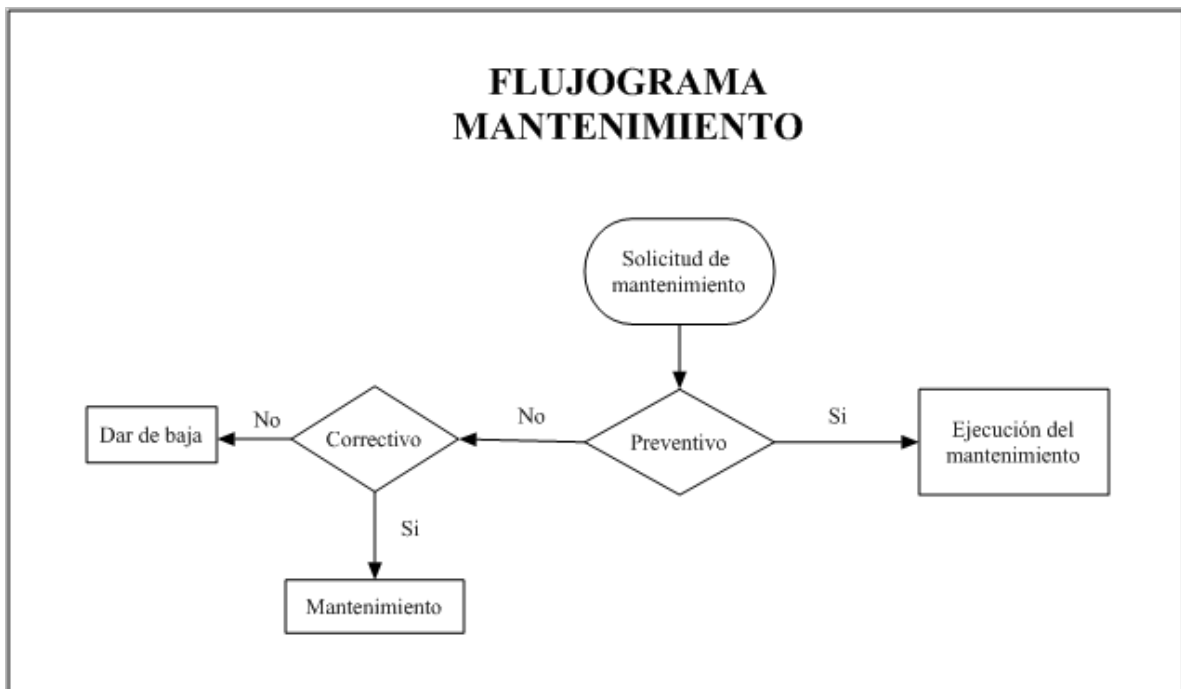 FLUJOGRAMA
MANTENIMIENTO
Solicitud de
mantenimiento
Preventivo
Si
Ejecución del
mantenimiento
No
Correctivo
No
Dar de baja
Si
Mantenimiento